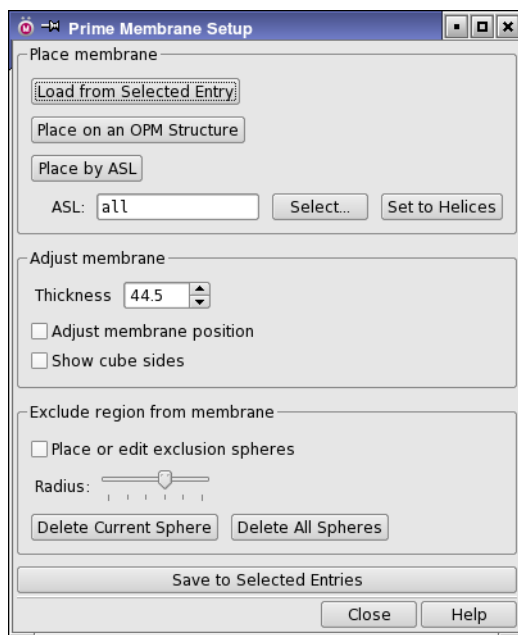 Prime Membrane Setup
Place membrane
Load from Selected Entry
Place on an OPM Structure
Place by ASL
ASL: all Select... Set to Helices
Adjust membrane
Thickness 44.5
Adjust membrane position
Show cube sides
Exclude region from membrane
Place or edit exclusion spheres
Radius:
Delete Current Sphere Delete All Spheres
Save to Selected Entries
Close Help